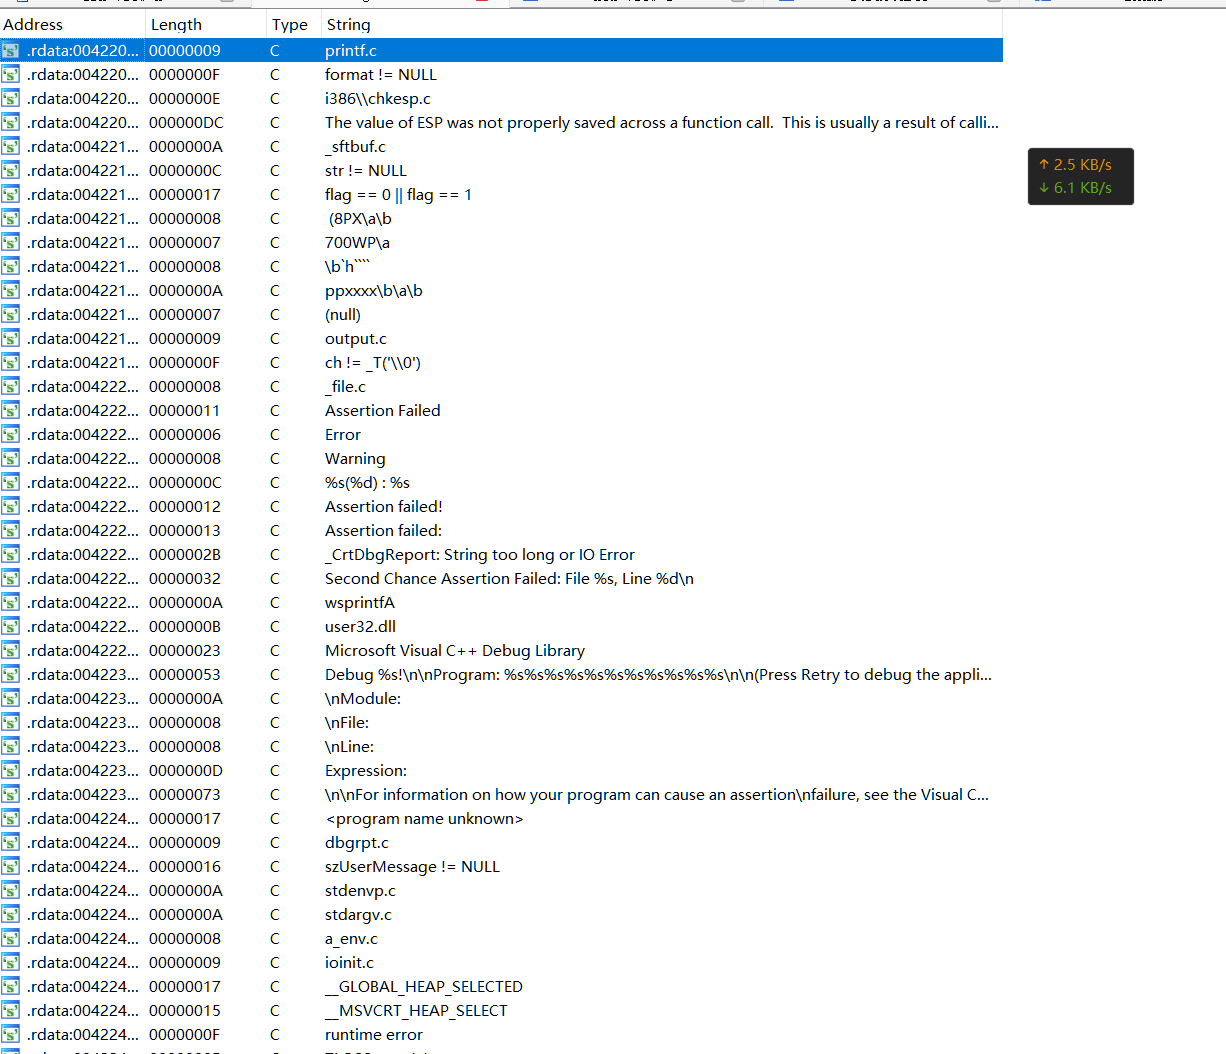 Address Length Type String
.rdata:004220... 00000009 C printf.c
.rdata:004220... 0000000F C format != NULL
.rdata:004220... 0000000E C i386\\chkesp.c
.rdata:004220... 000000DC C The value of ESP was not properly saved across a function call.  This is usually a result of calli...
.rdata:004221... 0000000A C _sftbuf.c
.rdata:004221... 0000000C C str != NULL
↑ 2.5 KB/s
↓ 6.1 KB/s
.rdata:004221... 00000017 C flag == 0 || flag == 1
.rdata:004221... 00000008 C (8PX\a\b
.rdata:004221... 00000007 C 700WP\a
.rdata:004221... 00000008 C \b`h````
.rdata:004221... 0000000A C ppxxxx\b\a\b
.rdata:004221... 00000007 C (null)
.rdata:004221... 00000009 C output.c
.rdata:004221... 0000000F C ch != _T('\\0')
.rdata:004222... 00000008 C _file.c
.rdata:004222... 00000011 C Assertion Failed
.rdata:004222... 00000006 C Error
.rdata:004222... 00000008 C Warning
.rdata:004222... 0000000C C %s(%d) : %s
.rdata:004222... 00000012 C Assertion failed!
.rdata:004222... 00000013 C Assertion failed:
.rdata:004222... 0000002B C _CrtDbgReport: String too long or IO Error
.rdata:004222... 00000032 C Second Chance Assertion Failed: File %s, Line %d\n
.rdata:004222... 0000000A C wsprintfA
.rdata:004222... 0000000B C user32.dll
.rdata:004222... 00000023 C Microsoft Visual C++ Debug Library
.rdata:004223... 00000053 C Debug %s!\n\nProgram: %s%s%s%s%s%s%s%s%s%s%s\n\n(Press Retry to debug the appli...
.rdata:004223... 0000000A C \nModule:
.rdata:004223... 00000008 C \nFile:
.rdata:004223... 00000008 C \nLine:
.rdata:004223... 0000000D C Expression:
.rdata:004223... 00000073 C \n\nFor information on how your program can cause an assertion\nfailure, see the Visual C...
.rdata:004224... 00000017 C <program name unknown>
.rdata:004224... 00000009 C dbgrpt.c
.rdata:004224... 00000016 C szUserMessage != NULL
.rdata:004224... 0000000A C stdenvp.c
.rdata:004224... 0000000A C stdargv.c
.rdata:004224... 00000008 C a_env.c
.rdata:004224... 00000009 C ioinit.c
.rdata:004224... 00000017 C __GLOBAL_HEAP_SELECTED
.rdata:004224... 00000015 C __MSVCRT_HEAP_SELECT
.rdata:004224... 0000000F C runtime error